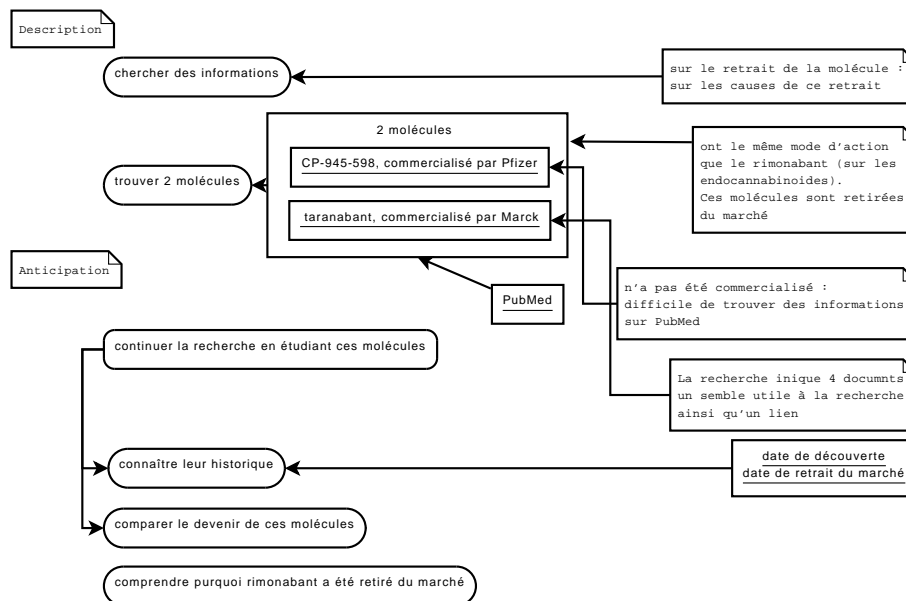 Description
chercher des informations
sur le retrait de la molécule :
sur les causes de ce retrait
2 molécules
CP-945-598, commercialisé par Pfizer
taranabant, commercialisé par Marck
trouver 2 molécules
ont le même mode d'action
que le rimonabant (sur les
endocannabinoides).
Ces molécules sont retirées
du marché
Anticipation
PubMed
n'a pas été commercialisé :
difficile de trouver des informations
sur PubMed
continuer la recherche en étudiant ces molécules
La recherche inique 4 documnts
un semble utile à la recherche
ainsi qu'un lien
connaître leur historique
date de découverte
date de retrait du marché
comparer le devenir de ces molécules
comprendre purquoi rimonabant a été retiré du marché